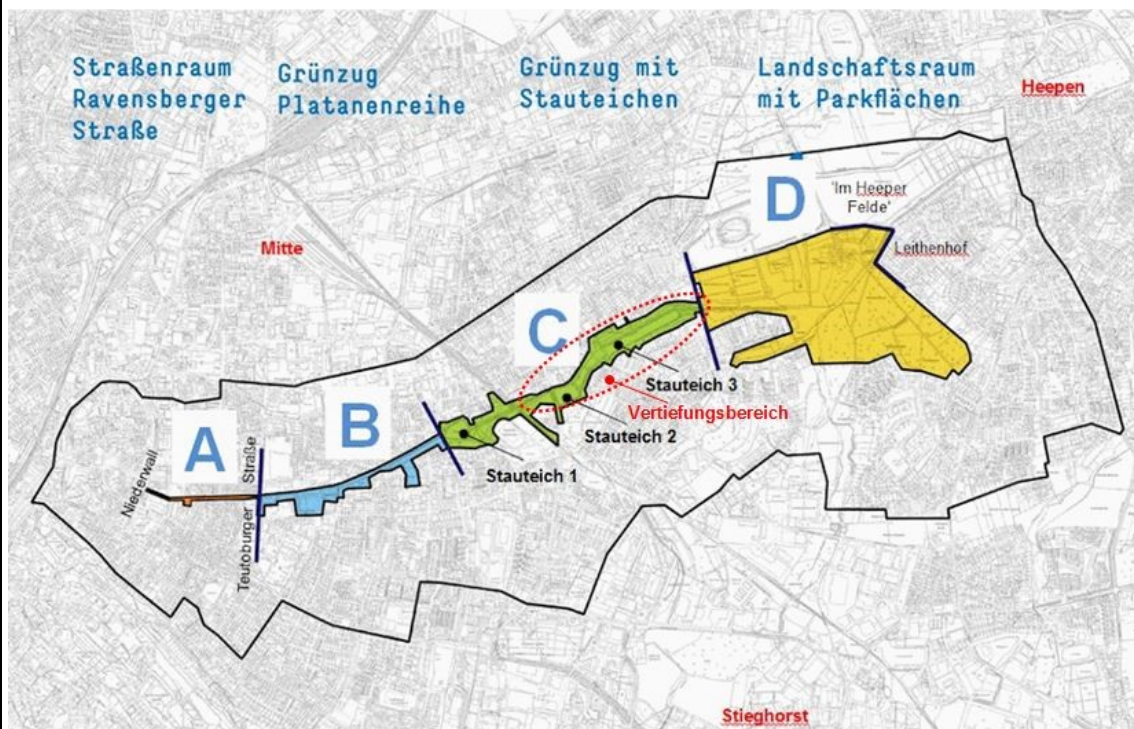 Straßenraum
Ravensberger
Straße
Grünzug
Platanenreihe
Grünzug mit
Stauteichen
Landschaftsraum
mit Parkflächen
Heepen
D
'Im Heeper
Felde'
Leithenhof
Mitte
C
Stauteich 3
Vertiefungsbereich
B
Stauteich 2
A
Stauteich 1
Niederwall
Teutoburger Straße
Stieghorst